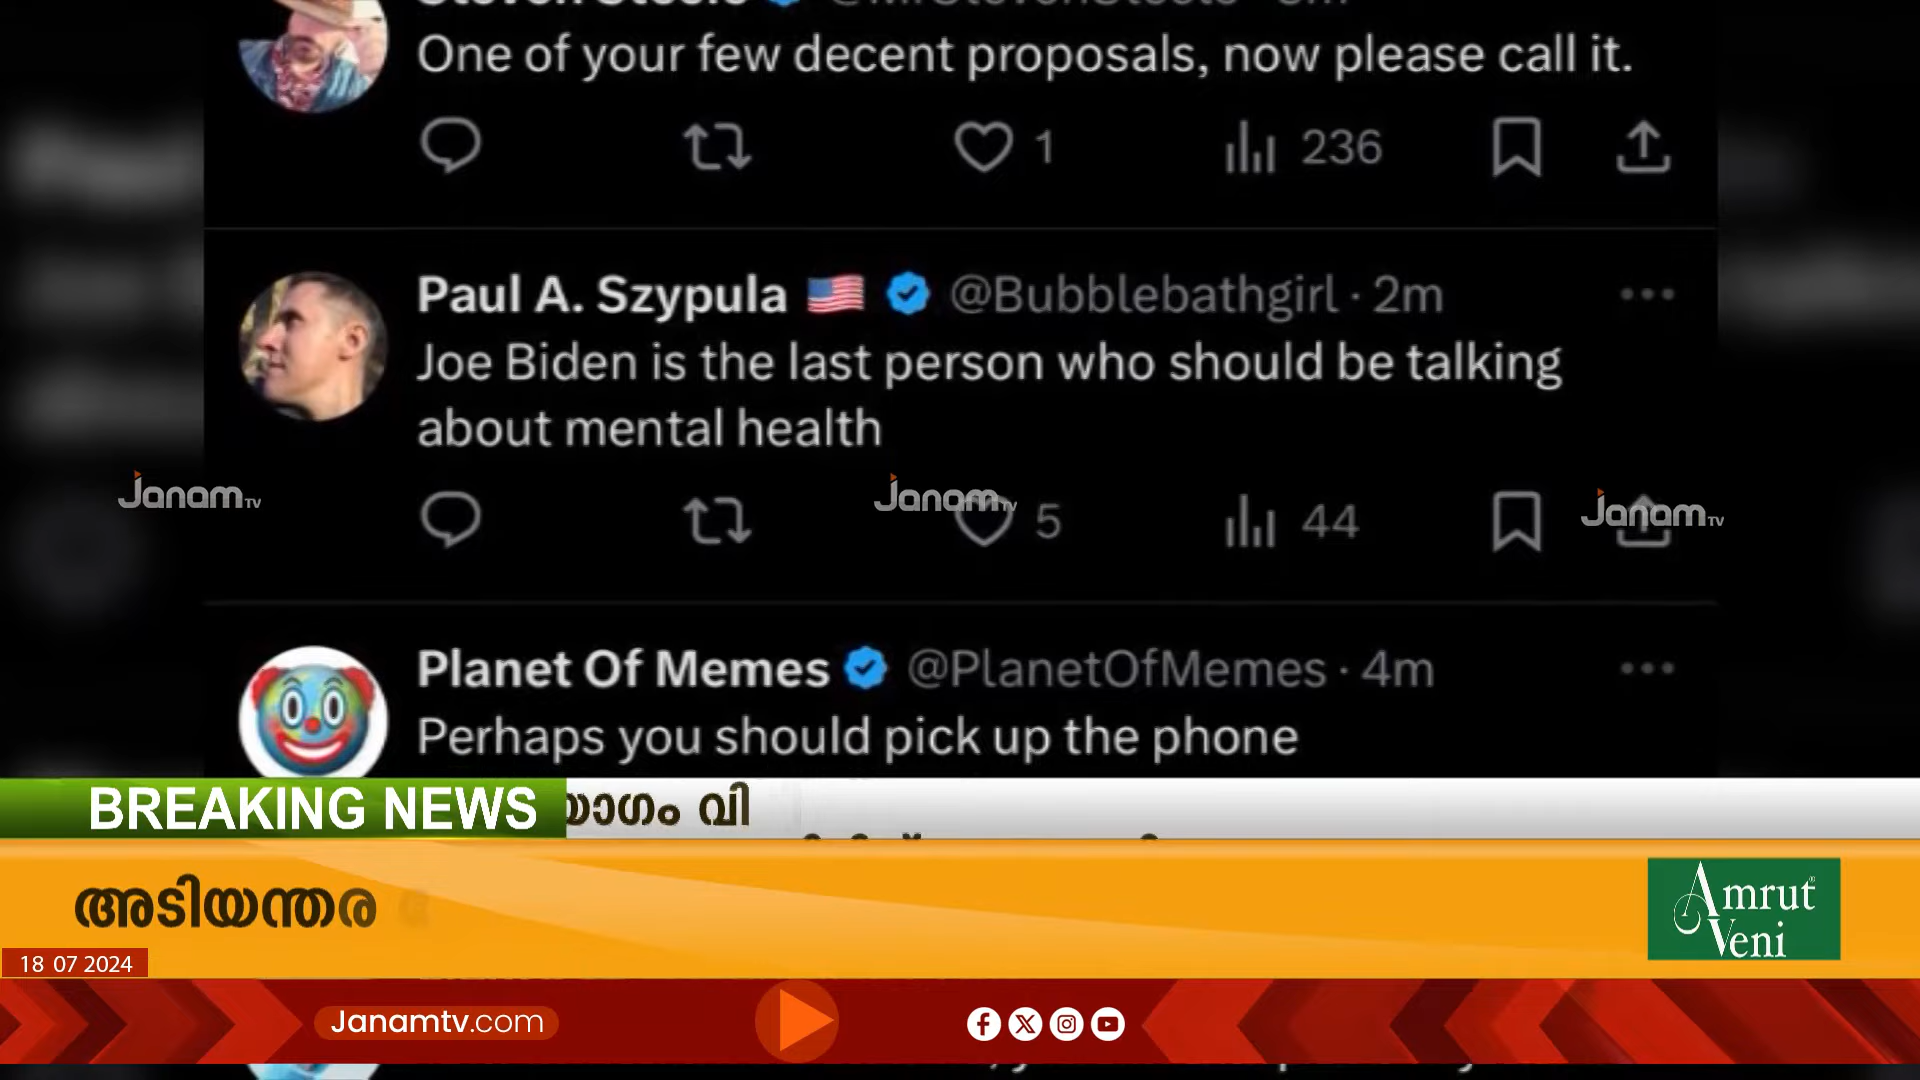 One of your few decent proposals, now please call it.
1
236
Paul A. Szypula @Bubblebathgirl · 2m
Joe Biden is the last person who should be talking
about mental health
5
44
Janam TV
Janam TV
Janam TV
Planet Of Memes @PlanetOfMemes · 4m
Perhaps you should pick up the phone
BREAKING NEWS
യോഗം വി
അടിയന്തര
Amrut
Veni
18 07 2024
Janamtv.com